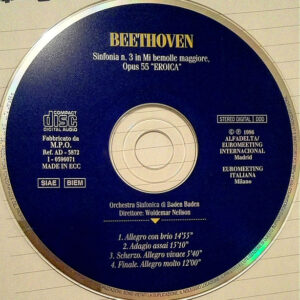 BEETHOVEN
Sinfonia n. 3 in Mi bemolle maggiore,
Opus 55 "EROICA"
COMPACT
disc
DIGITAL AUDIO
STEREO DIGITAL DDD
Fabbricato da
M.P.O.
Ref. AD - 5872
1 - 0596071
MADE IN ECC
© ℗ 1996
ALFADELTA/
EUROMEETING
INTERNACIONAL
Madrid
EUROMEETING
ITALIANA
Milano
SIAE BIEM
Orchestra Sinfonica di Baden Baden
Direttore: Woldemar Nelson
1. Allegro con brio 14'55"
2. Adagio assai 15'10"
3. Scherzo. Allegro vivace 5'40"
4. Finale. Allegro molto 12'00"